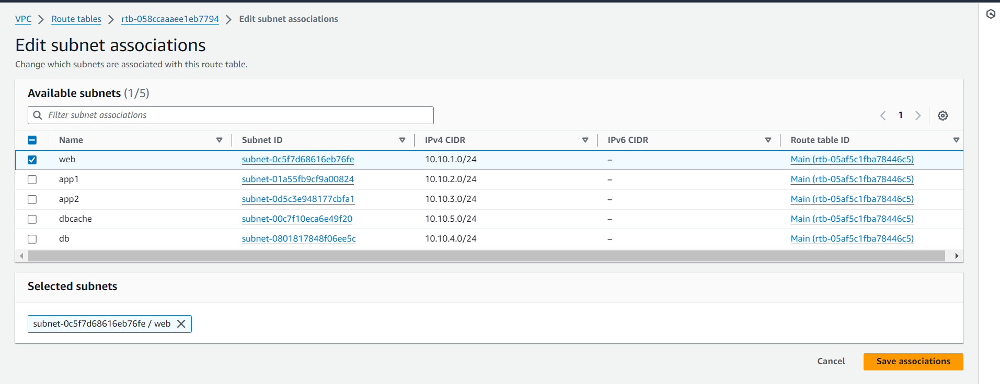 VPC > Route tables > rtb-058ccaaaee1eb7794 > Edit subnet associations
Edit subnet associations
Change which subnets are associated with this route table.
Available subnets (1/5)
Filter subnet associations
1
Name Subnet ID IPv4 CIDR IPv6 CIDR Route table ID
web subnet-0c5f7d68616eb76fe 10.10.1.0/24 – Main (rtb-05af5c1fba78446c5)
app1 subnet-01a55fb9cf9a00824 10.10.2.0/24 – Main (rtb-05af5c1fba78446c5)
app2 subnet-0d5c3e948177cbfa1 10.10.3.0/24 – Main (rtb-05af5c1fba78446c5)
dbcache subnet-00c7f10eca6e49f20 10.10.5.0/24 – Main (rtb-05af5c1fba78446c5)
db subnet-0801817848f06ee5c 10.10.4.0/24 – Main (rtb-05af5c1fba78446c5)
Selected subnets
subnet-0c5f7d68616eb76fe / web
Cancel Save associations